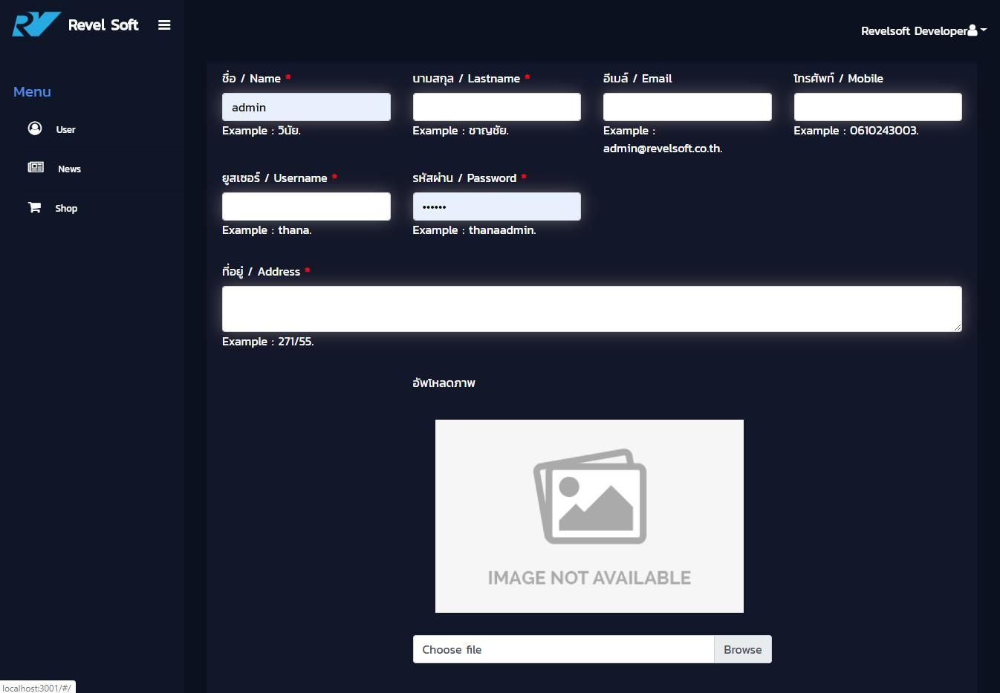 Revel Soft
Revelsoft Developer
Menu
User
News
Shop
ชื่อ / Name *
admin
Example : วินัย.
นามสกุล / Lastname *
Example : ชาญชัย.
อีเมล์ / Email
Example :
admin@revelsoft.co.th.
โทรศัพท์ / Mobile
Example : 0610243003.
ยูสเซอร์ / Username *
Example : thana.
รหัสผ่าน / Password *
••••••
Example : thanaadmin.
ที่อยู่ / Address *
Example : 271/55.
อัพโหลดภาพ
IMAGE NOT AVAILABLE
Choose file
Browse
localhost:3001/#/